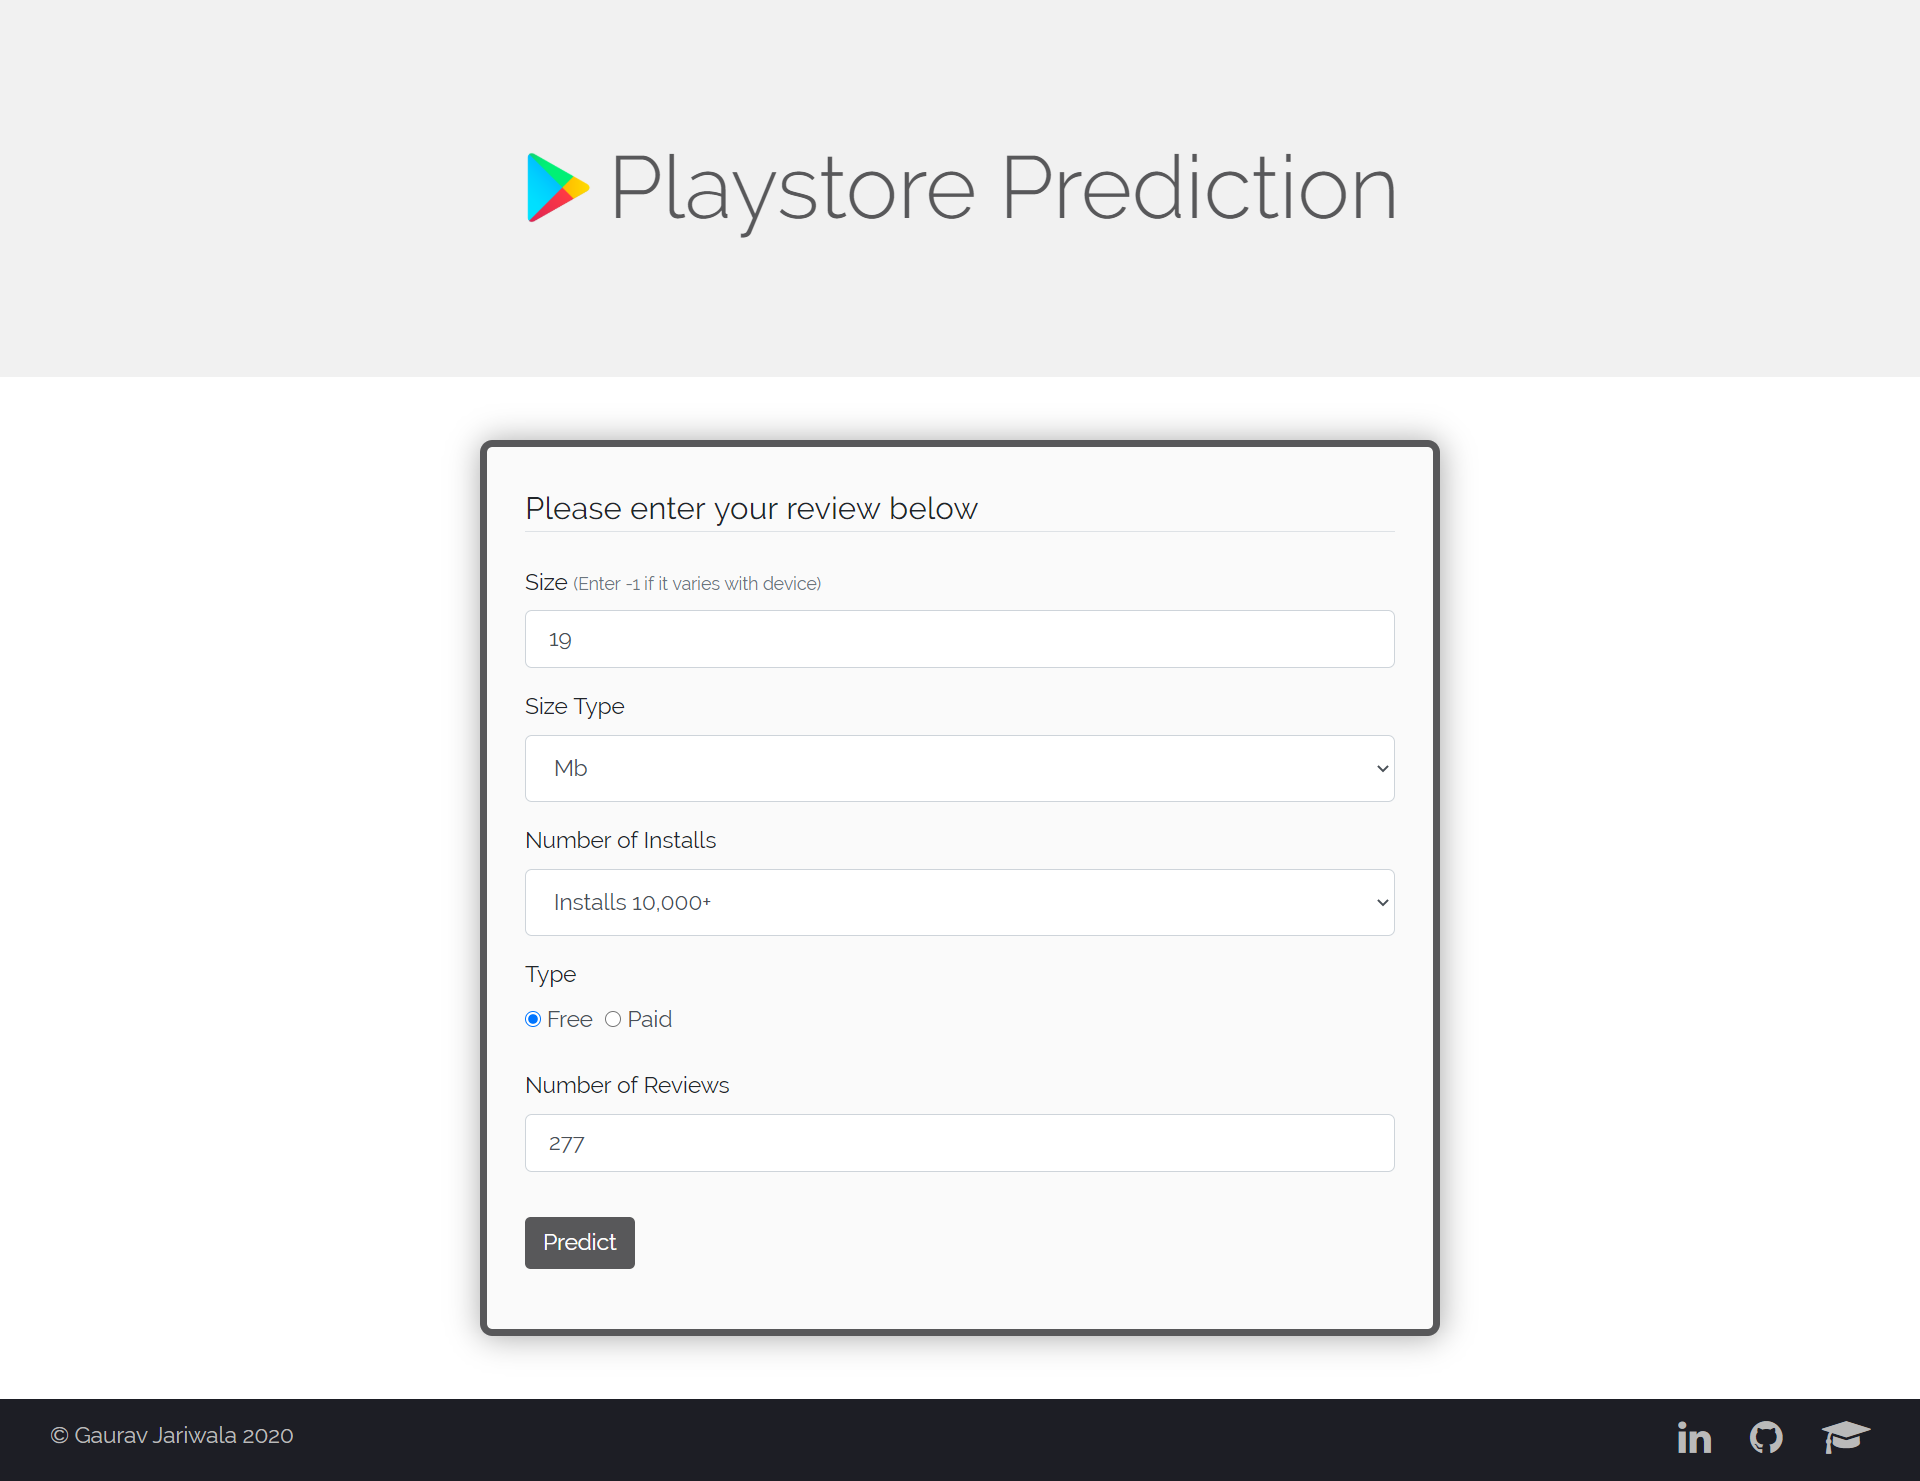 Playstore Prediction
Please enter your review below
Size (Enter -1 if it varies with device)
19
Size Type
Mb
Number of Installs
Installs 10,000+
Type
Free Paid
Number of Reviews
277
Predict
© Gaurav Jariwala 2020
in